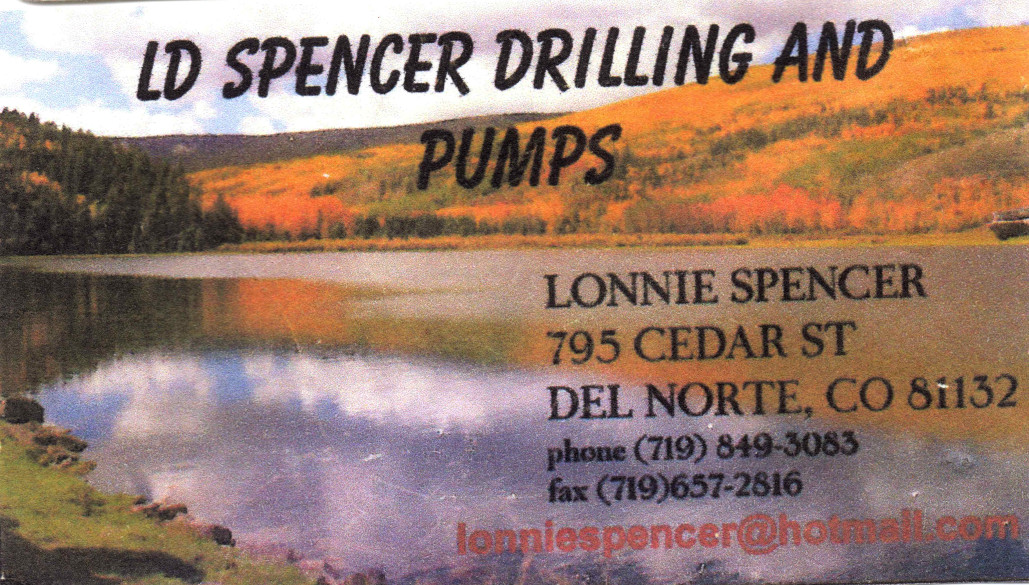 LD SPENCER DRILLING AND
PUMPS
LONNIE SPENCER
795 CEDAR ST
DEL NORTE, CO 81132
phone (719) 849-3083
fax (719)657-2816
lonniespencer@hotmail.com